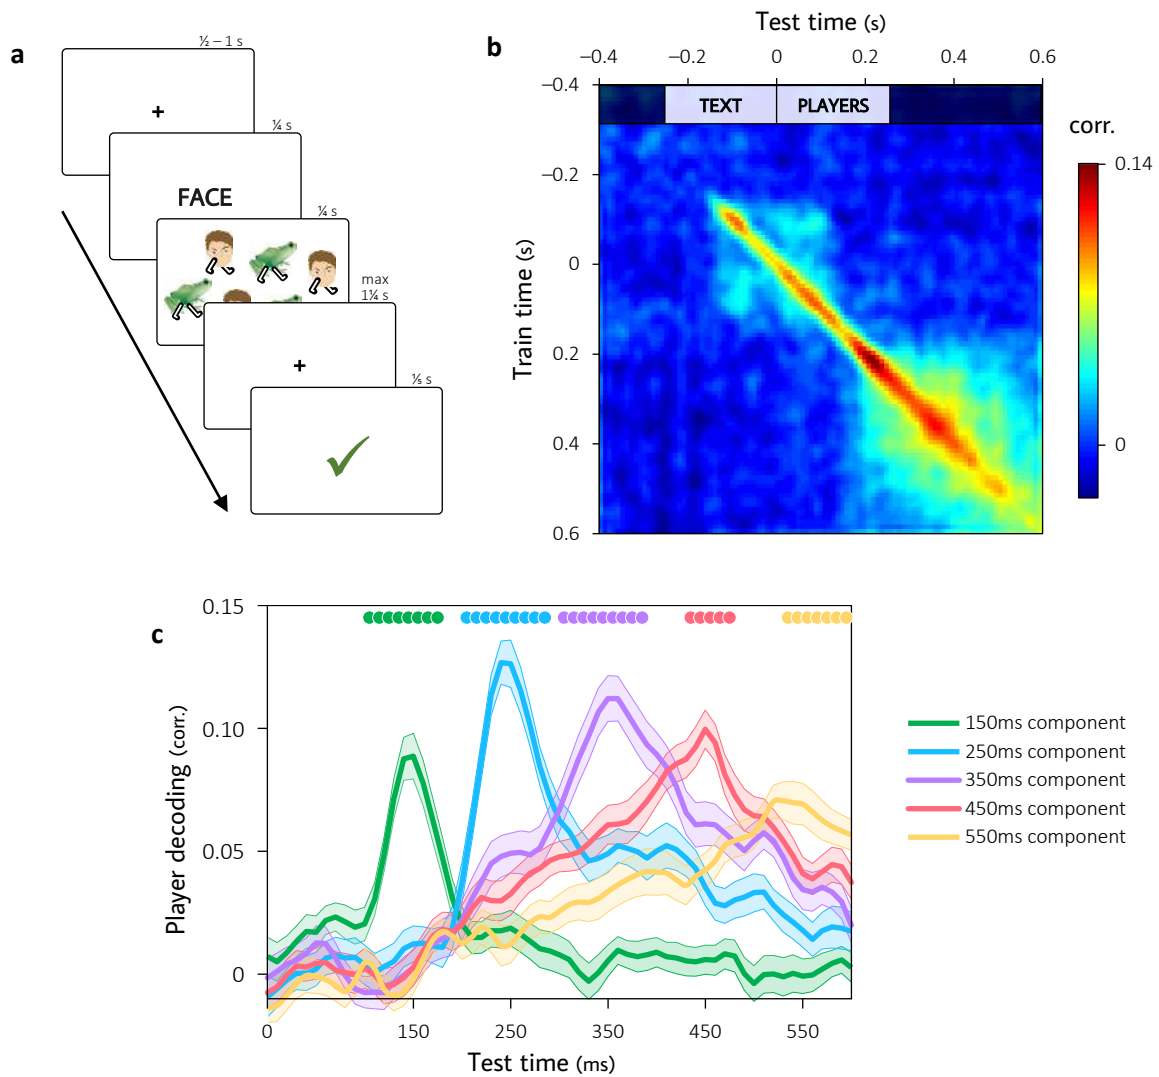 a
½ – 1 s
+
¼ s
FACE
¼ s
max
1¼ s
+
⅕ s
b
Test time (s)
−0.4 −0.2 0 0.2 0.4 0.6
TEXT PLAYERS
Train time (s)
−0.4
−0.2
0
0.2
0.4
0.6
corr.
0.14
0
c
Player decoding (corr.)
0.15
0.10
0.05
0
0 150 250 350 450 550
Test time (ms)
150ms component
250ms component
350ms component
450ms component
550ms component